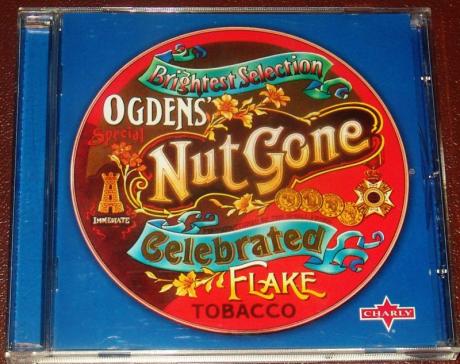 Brightest Selection
OGDENS'
Special
Nut Gone
IMMEDIATE
Celebrated
FLAKE
TOBACCO
CHARLY